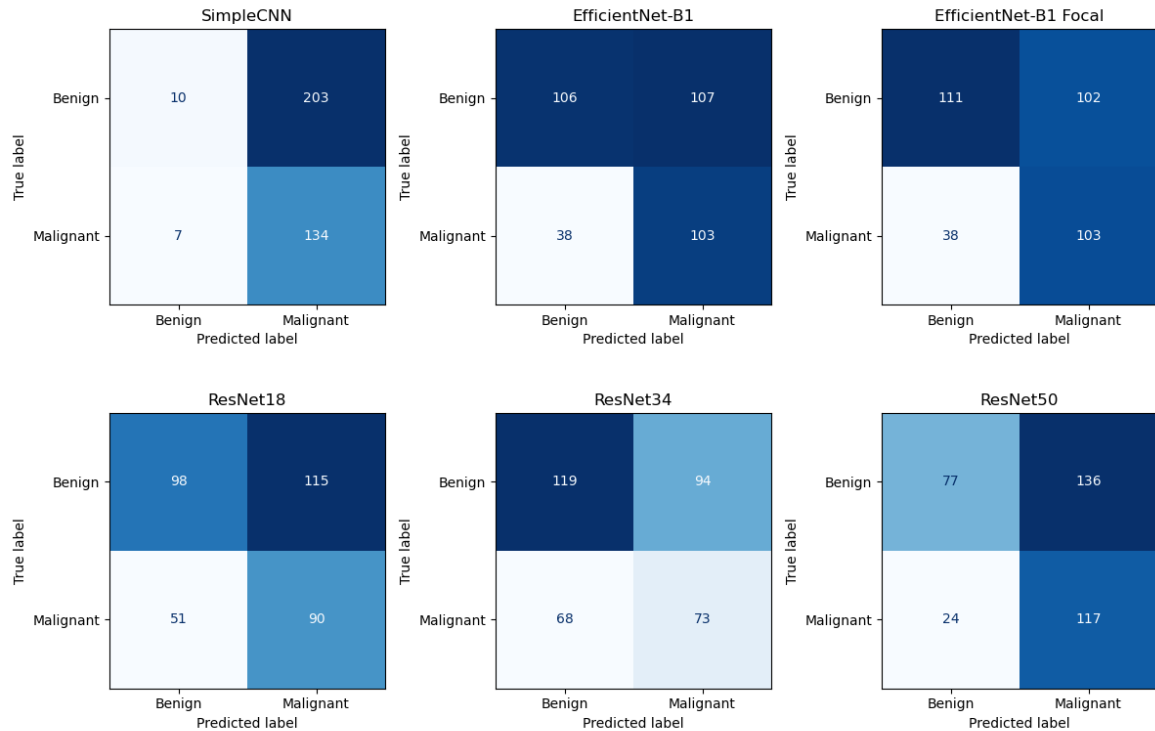 SimpleCNN
True label
Benign
10
203
Malignant
7
134
Benign
Malignant
Predicted label
EfficientNet-B1
True label
Benign
106
107
Malignant
38
103
Benign
Malignant
Predicted label
EfficientNet-B1 Focal
True label
Benign
111
102
Malignant
38
103
Benign
Malignant
Predicted label
ResNet18
True label
Benign
98
115
Malignant
51
90
Benign
Malignant
Predicted label
ResNet34
True label
Benign
119
94
Malignant
68
73
Benign
Malignant
Predicted label
ResNet50
True label
Benign
77
136
Malignant
24
117
Benign
Malignant
Predicted label